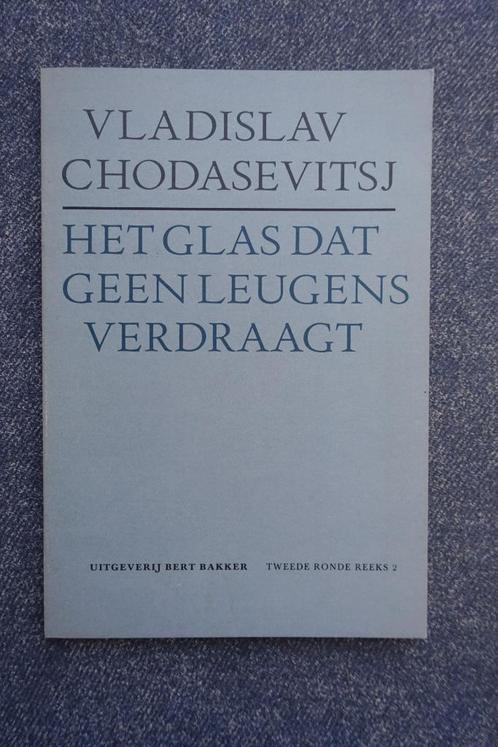 VLADISLAV
CHODASEVITSJ
HET GLAS DAT
GEEN LEUGENS
VERDRAAGT
UITGEVERIJ BERT BAKKER TWEEDE RONDE REEKS 2